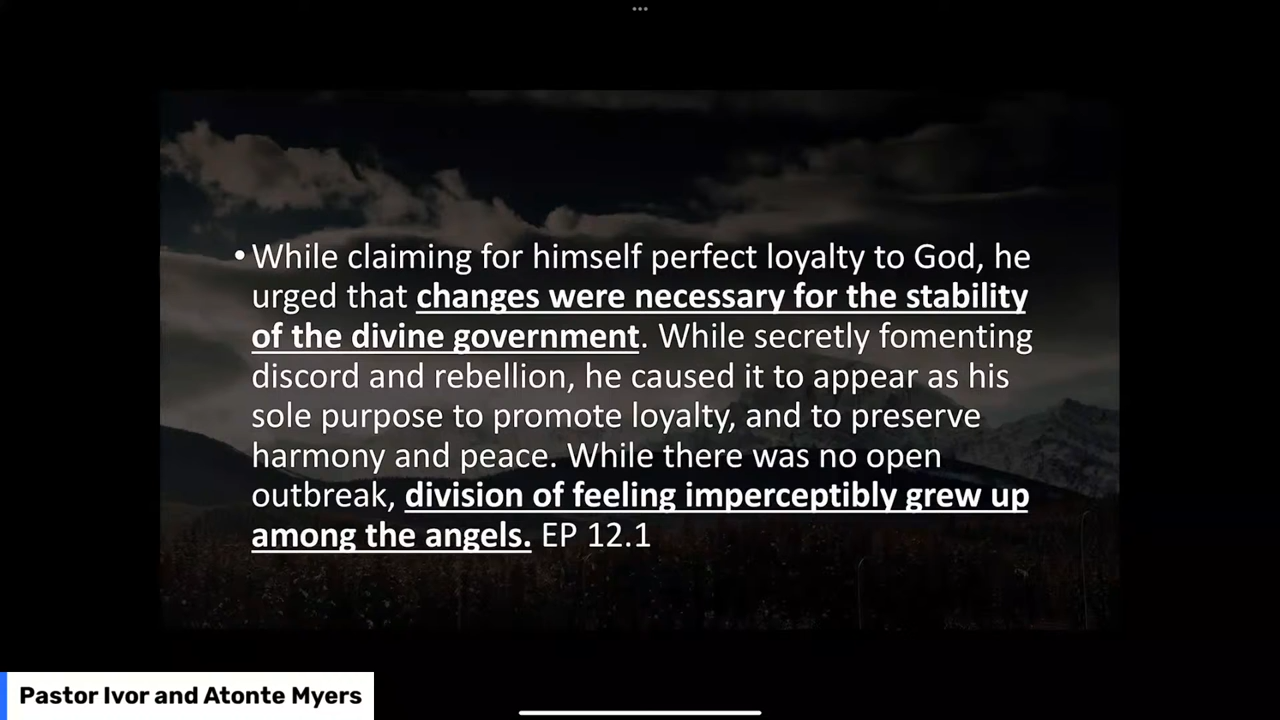 • While claiming for himself perfect loyalty to God, he
urged that changes were necessary for the stability
of the divine government. While secretly fomenting
discord and rebellion, he caused it to appear as his
sole purpose to promote loyalty, and to preserve
harmony and peace. While there was no open
outbreak, division of feeling imperceptibly grew up
among the angels. EP 12.1
Pastor Ivor and Atonte Myers